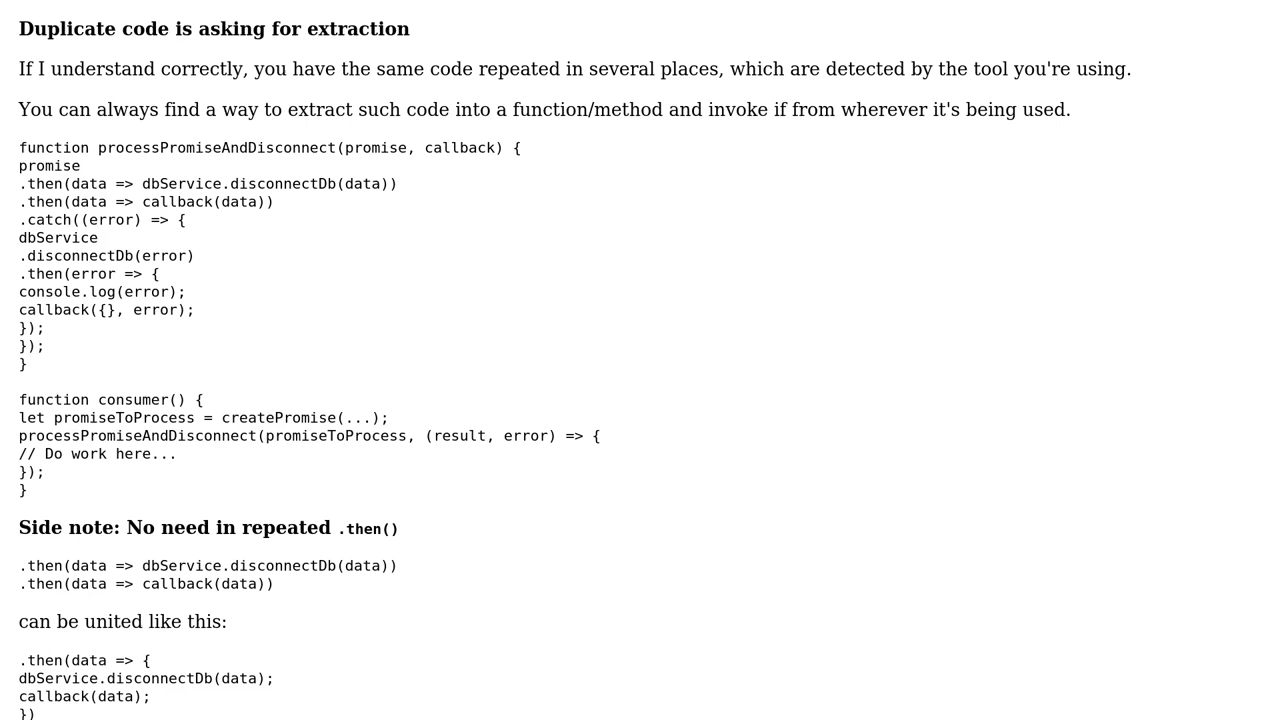 Duplicate code is asking for extraction
If I understand correctly, you have the same code repeated in several places, which are detected by the tool you're using.
You can always find a way to extract such code into a function/method and invoke if from wherever it's being used.
function processPromiseAndDisconnect(promise, callback) {
promise
.then(data => dbService.disconnectDb(data))
.then(data => callback(data))
.catch((error) => {
dbService
.disconnectDb(error)
.then(error => {
console.log(error);
callback({}, error);
});
});
}
function consumer() {
let promiseToProcess = createPromise(...);
processPromiseAndDisconnect(promiseToProcess, (result, error) => {
// Do work here...
});
}
Side note: No need in repeated .then()
.then(data => dbService.disconnectDb(data))
.then(data => callback(data))
can be united like this:
.then(data => {
dbService.disconnectDb(data);
callback(data);
})